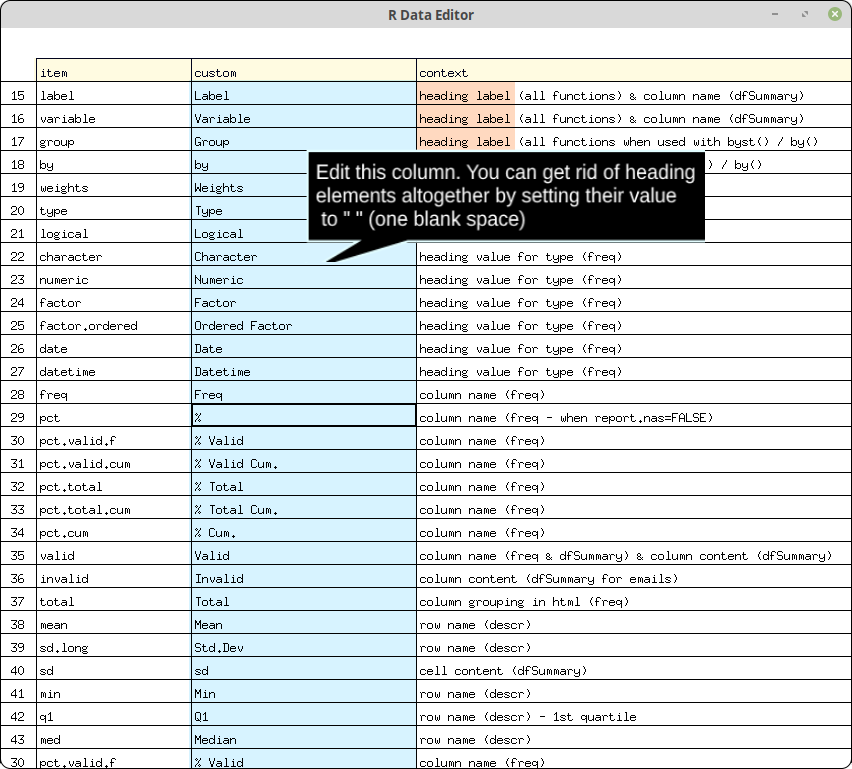 R Data Editor
item custom context
15 label Label heading label (all functions) & column name (dfSummary)
16 variable Variable heading label (all functions) & column name (dfSummary)
17 group Group heading label (all functions when used with byst() / by()
18 by by ) / by()
Edit this column. You can get rid of heading
elements altogether by setting their value
to " " (one blank space)
19 weights Weights
20 type Type
21 logical Logical
22 character Character heading value for type (freq)
23 numeric Numeric heading value for type (freq)
24 factor Factor heading value for type (freq)
25 factor.ordered Ordered Factor heading value for type (freq)
26 date Date heading value for type (freq)
27 datetime Datetime heading value for type (freq)
28 freq Freq column name (freq)
29 pct % column name (freq - when report.nas=FALSE)
30 pct.valid.f % Valid column name (freq)
31 pct.valid.cum % Valid Cum. column name (freq)
32 pct.total % Total column name (freq)
33 pct.total.cum % Total Cum. column name (freq)
34 pct.cum % Cum. column name (freq)
35 valid Valid column name (freq & dfSummary) & column content (dfSummary)
36 invalid Invalid column content (dfSummary for emails)
37 total Total column grouping in html (freq)
38 mean Mean row name (descr)
39 sd.long Std.Dev row name (descr)
40 sd sd cell content (dfSummary)
41 min Min row name (descr)
42 q1 Q1 row name (descr) - 1st quartile
43 med Median row name (descr)
30 pct.valid.f % Valid column name (freq)